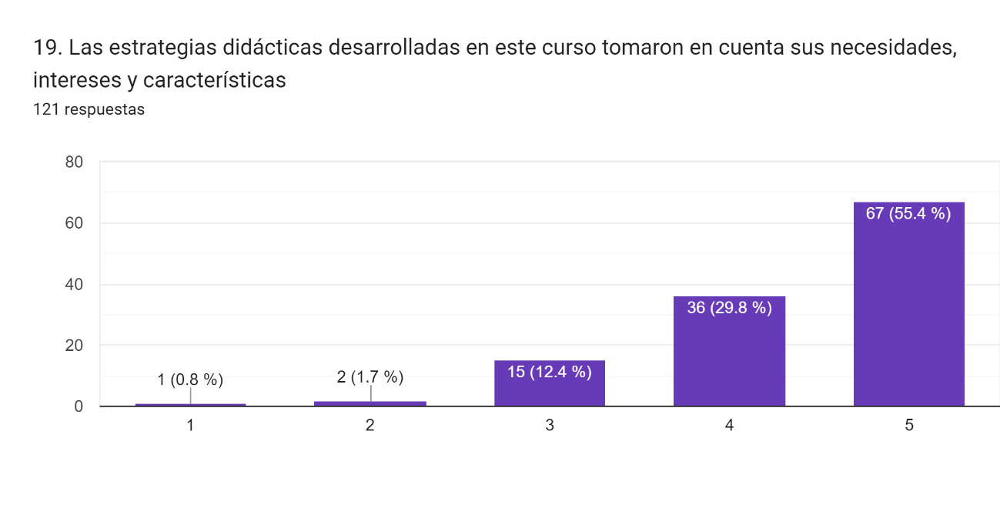 19. Las estrategias didácticas desarrolladas en este curso tomaron en cuenta sus necesidades,
intereses y características
121 respuestas
80
60
40
20
0
1 (0.8 %)
2 (1.7 %)
15 (12.4 %)
36 (29.8 %)
67 (55.4 %)
1
2
3
4
5